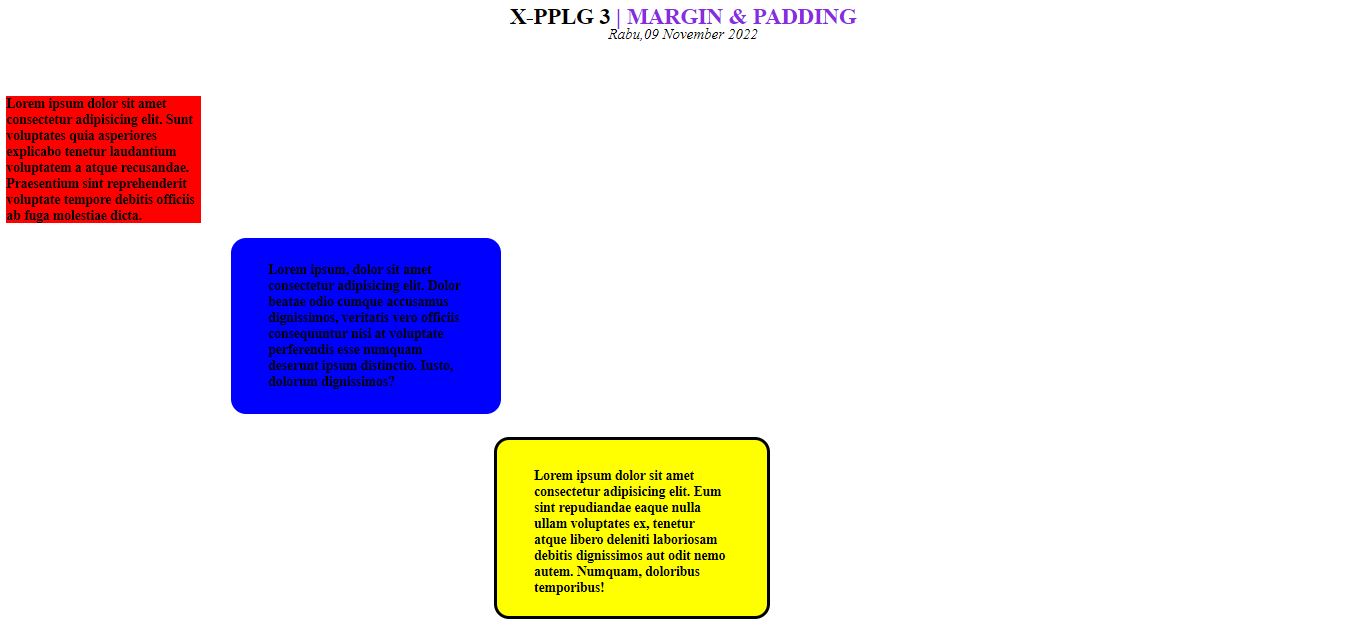 X-PPLG 3 | MARGIN & PADDING
Rabu,09 November 2022
Lorem ipsum dolor sit amet
consectetur adipisicing elit. Sunt
voluptates quia asperiores
explicabo tenetur laudantium
voluptatem a atque recusandae.
Praesentium sint reprehenderit
voluptate tempore debitis officiis
ab fuga molestiae dicta.
Lorem ipsum, dolor sit amet
consectetur adipisicing elit. Dolor
beatae odio cumque accusamus
dignissimos, veritatis vero officiis
consequuntur nisi at voluptate
perferendis esse numquam
deserunt ipsum distinctio. Iusto,
dolorum dignissimos?
Lorem ipsum dolor sit amet
consectetur adipisicing elit. Eum
sint repudiandae eaque nulla
ullam voluptates ex, tenetur
atque libero deleniti laboriosam
debitis dignissimos aut odit nemo
autem. Numquam, doloribus
temporibus!